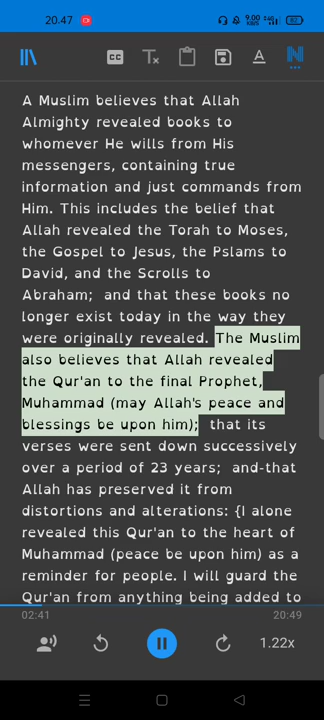 20.47
9.00 KB/S
62
CC
A Muslim believes that Allah
Almighty revealed books to
whomever He wills from His
messengers, containing true
information and just commands from
Him. This includes the belief that
Allah revealed the Torah to Moses,
the Gospel to Jesus, the Pslams to
David, and the Scrolls to
Abraham; and that these books no
longer exist today in the way they
were originally revealed. The Muslim
also believes that Allah revealed
the Qur'an to the final Prophet,
Muhammad (may Allah's peace and
blessings be upon him); that its
verses were sent down successively
over a period of 23 years; and-that
Allah has preserved it from
distortions and alterations: {I alone
revealed this Qur'an to the heart of
Muhammad (peace be upon him) as a
reminder for people. I will guard the
Qur'an from anything being added to
02:41 20:49
1.22x